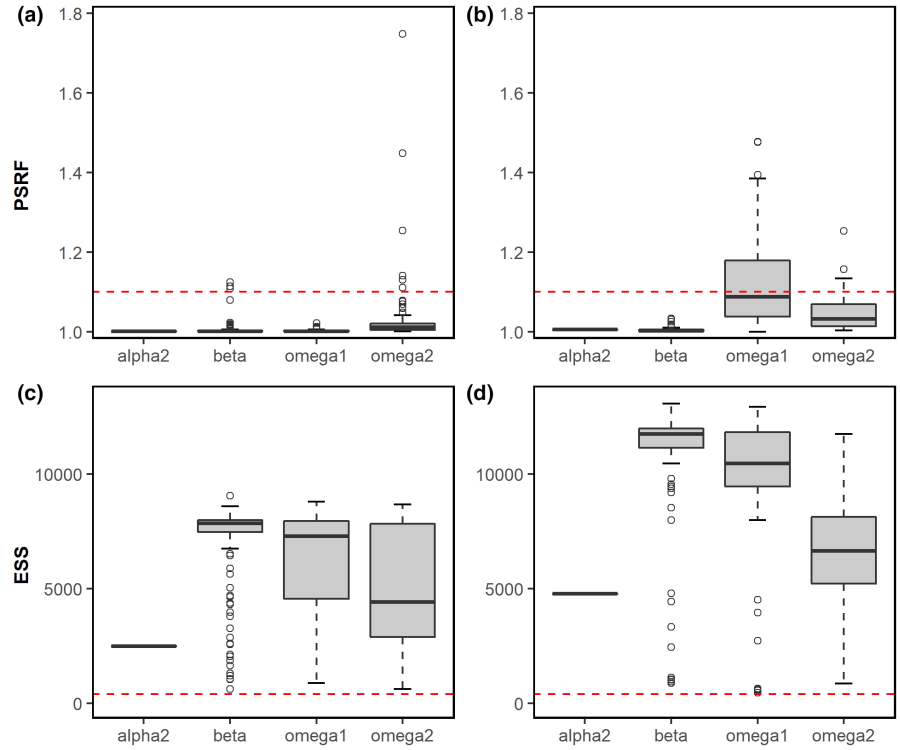 (a)
(b)
1.8
1.6
1.4
1.2
1.0
PSRF
alpha2 beta omega1 omega2
1.8
1.6
1.4
1.2
1.0
alpha2 beta omega1 omega2
(c)
(d)
10000
5000
0
ESS
alpha2 beta omega1 omega2
10000
5000
0
alpha2 beta omega1 omega2